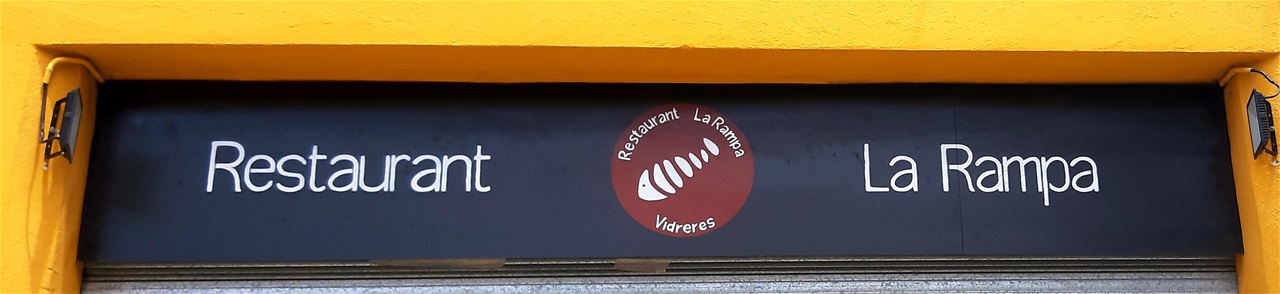 Restaurant
Restaurant La Rampa
Vidreres
La Rampa